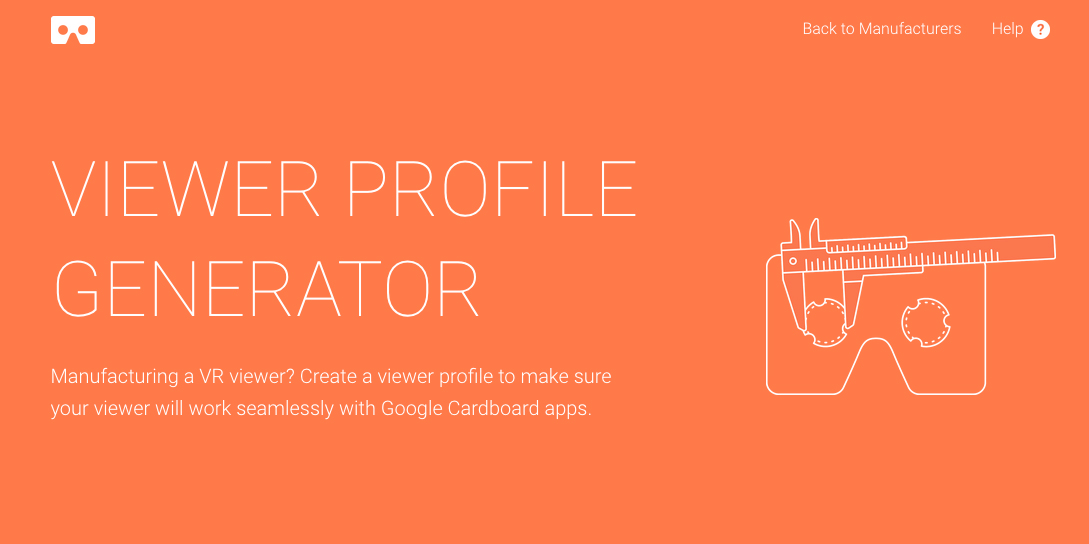 Back to Manufacturers
Help ?
VIEWER PROFILE
GENERATOR
Manufacturing a VR viewer? Create a viewer profile to make sure
your viewer will work seamlessly with Google Cardboard apps.